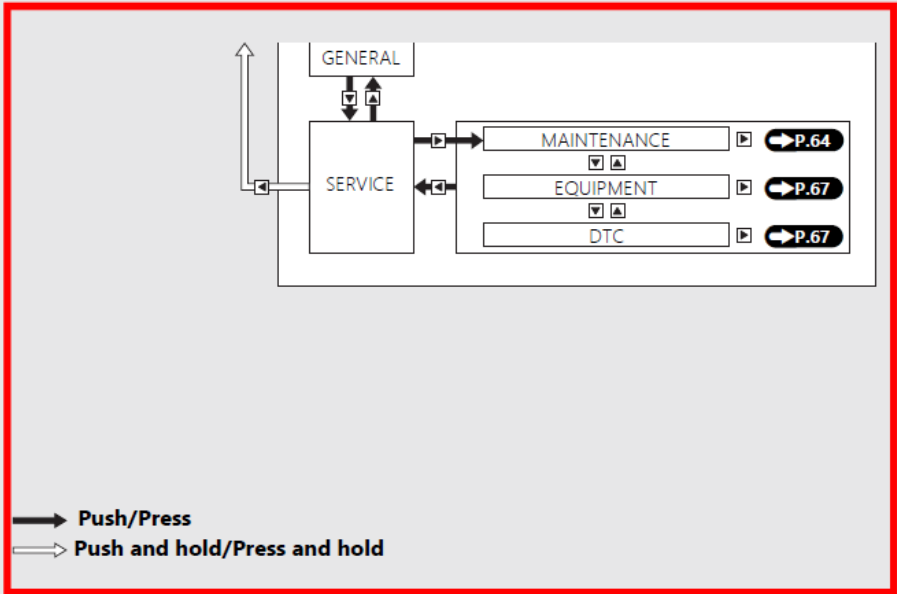 GENERAL
MAINTENANCE P.64
SERVICE EQUIPMENT P.67
DTC P.67
Push/Press
Push and hold/Press and hold